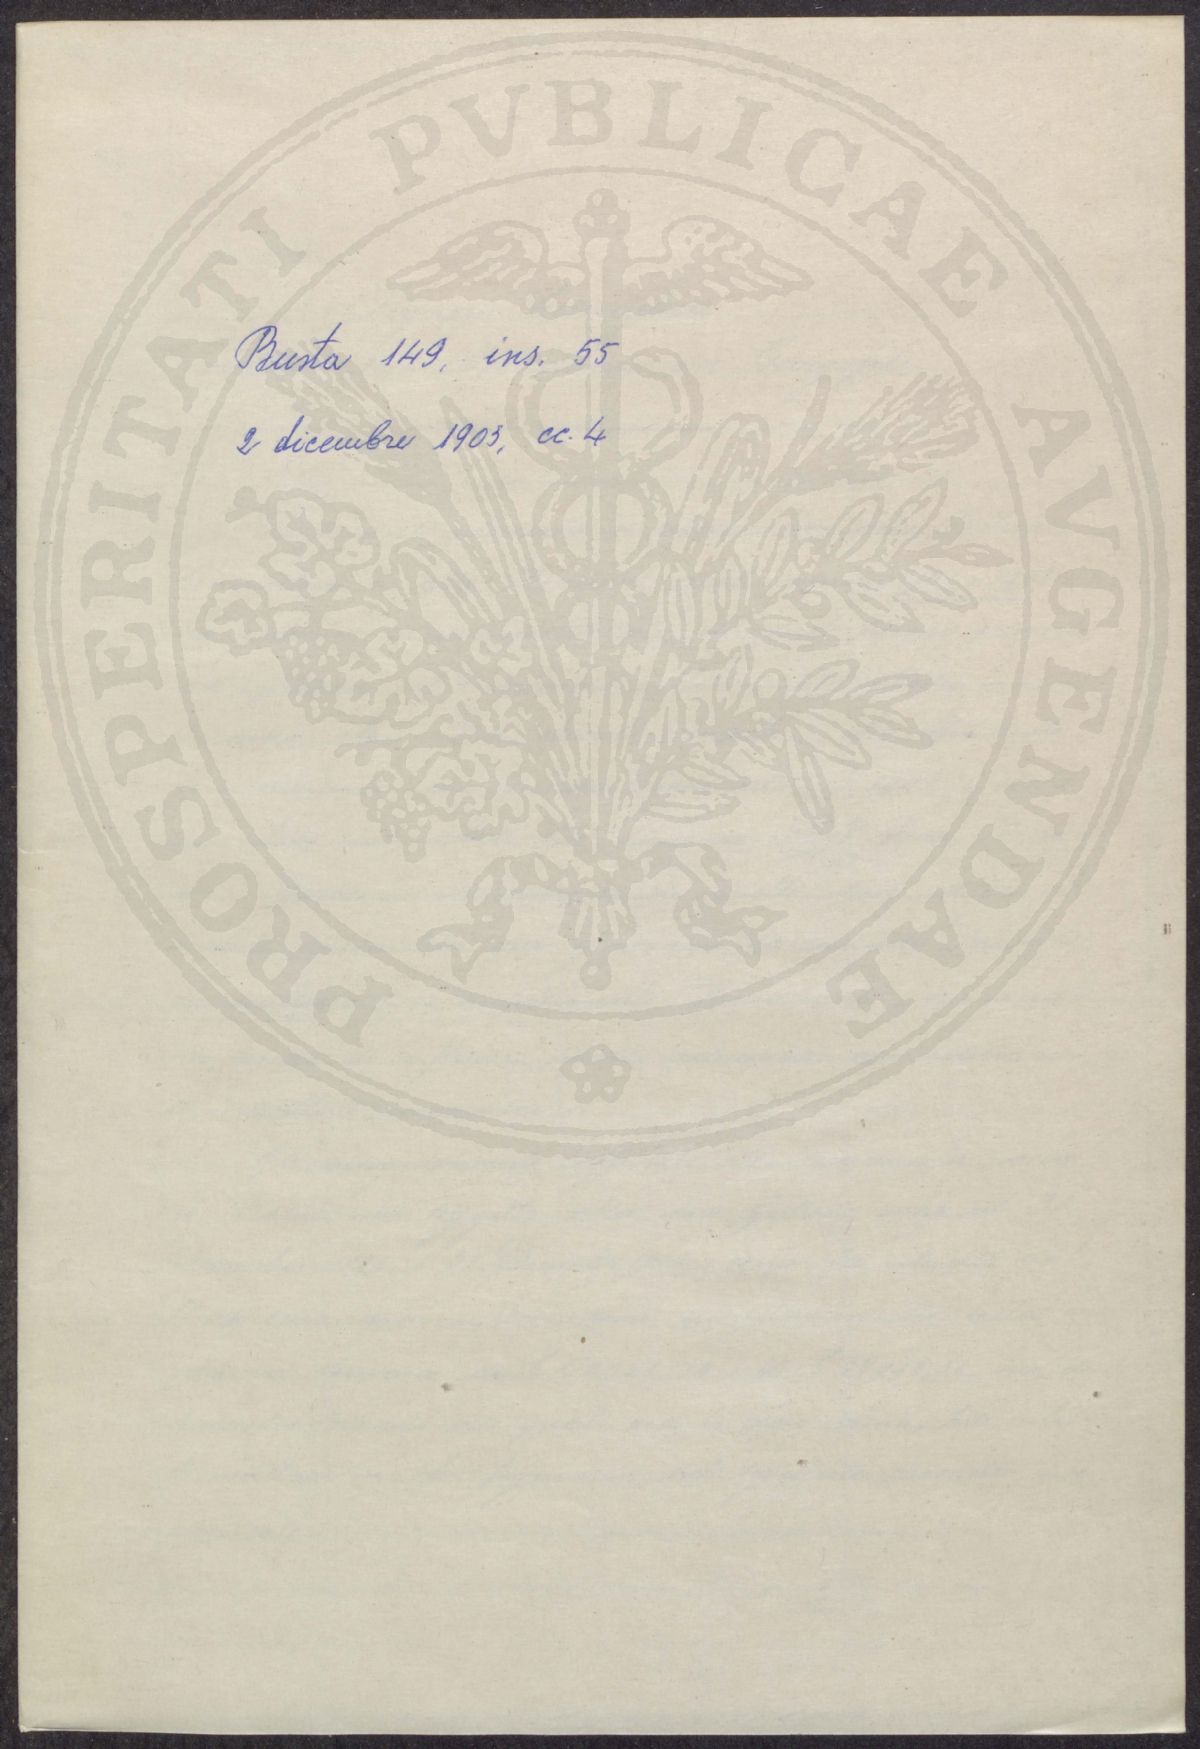 PROSPERITATI PVBLICAE AVGENDAE
Busta 149, ins. 55
2 dicembre 1903, cc. 4